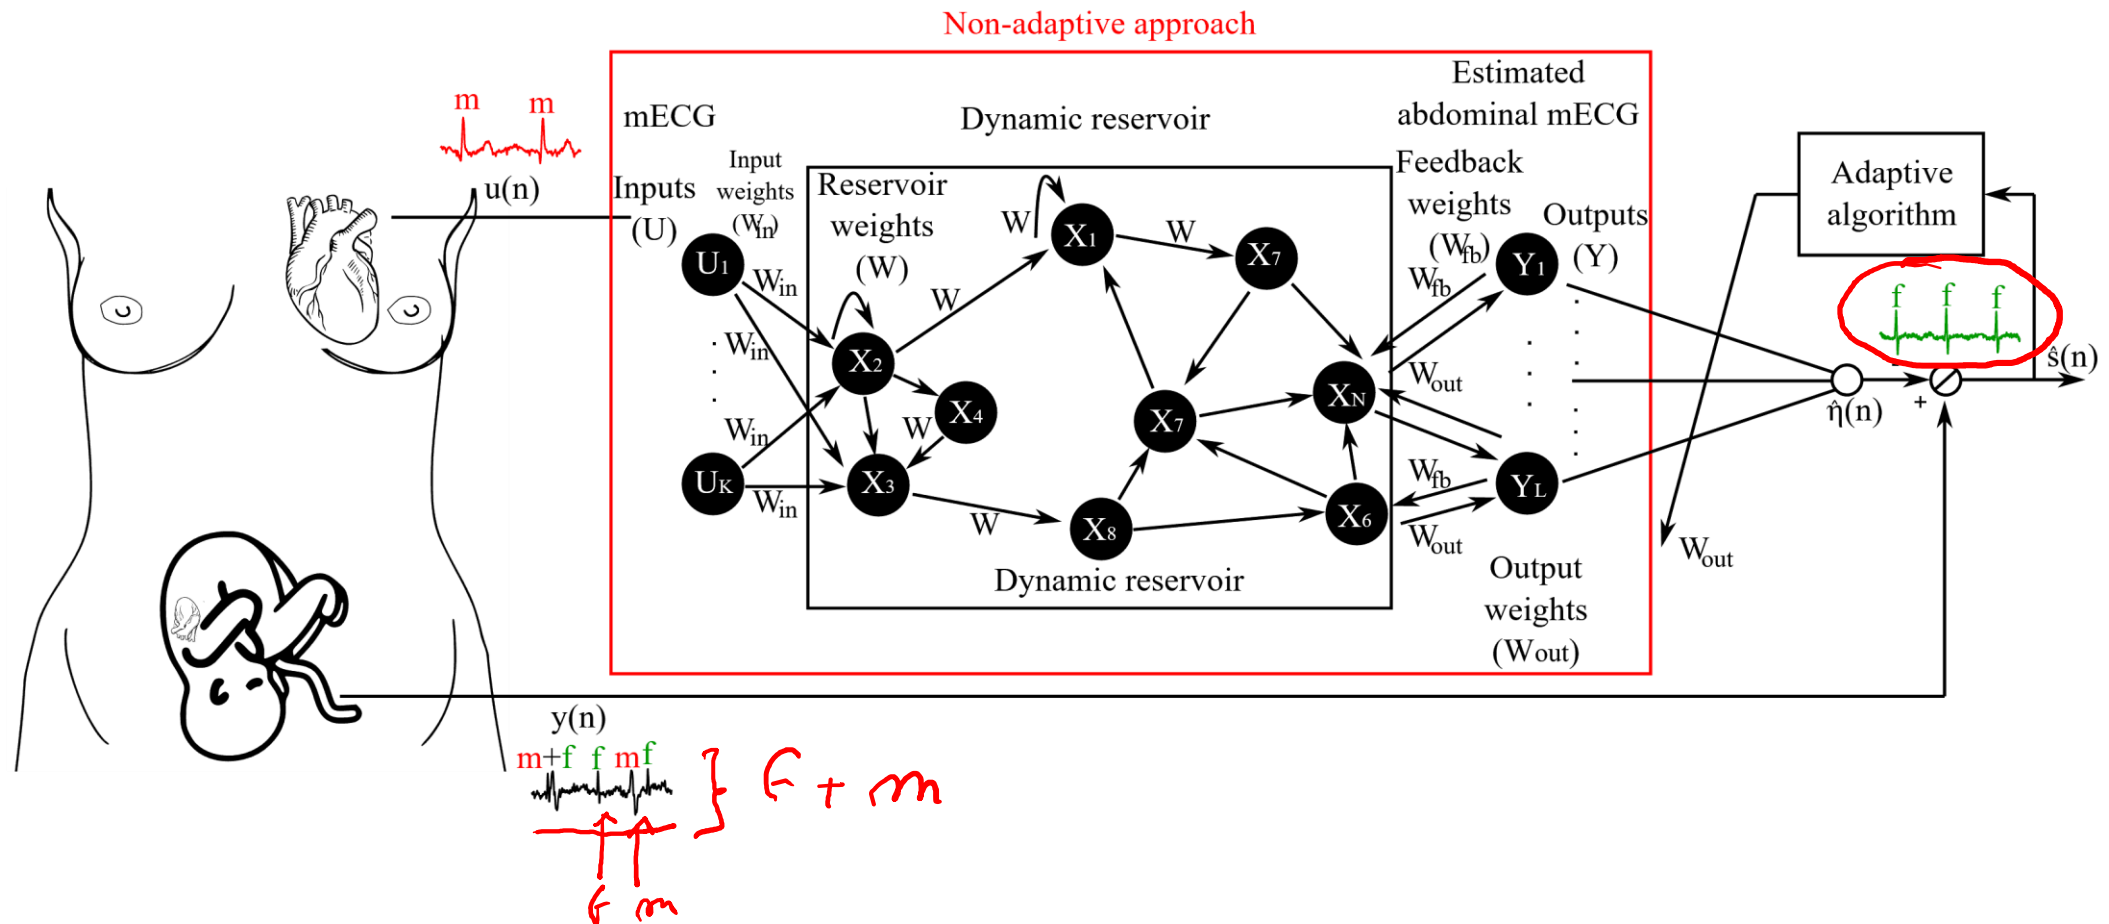 Non-adaptive approach
m m
u(n)
mECG
Inputs
(U)
Input
weights
(Win)
Dynamic reservoir
Estimated
abdominal mECG
Reservoir
weights
(W)
Feedback
weights
(Wfb)
Outputs
(Y)
Adaptive
algorithm
U1
Win
Win
Win
UK
Win
X2
W
W
X1
W
X7
X4
W
X3
W
X7
X8
XN
X6
Wfb
Wout
Wfb
Wout
Y1
YL
Dynamic reservoir
Output
weights
(Wout)
Wout
f f f
ŝ(n)
-
+
η̂(n)
y(n)
m+f f m f
f + m
f m